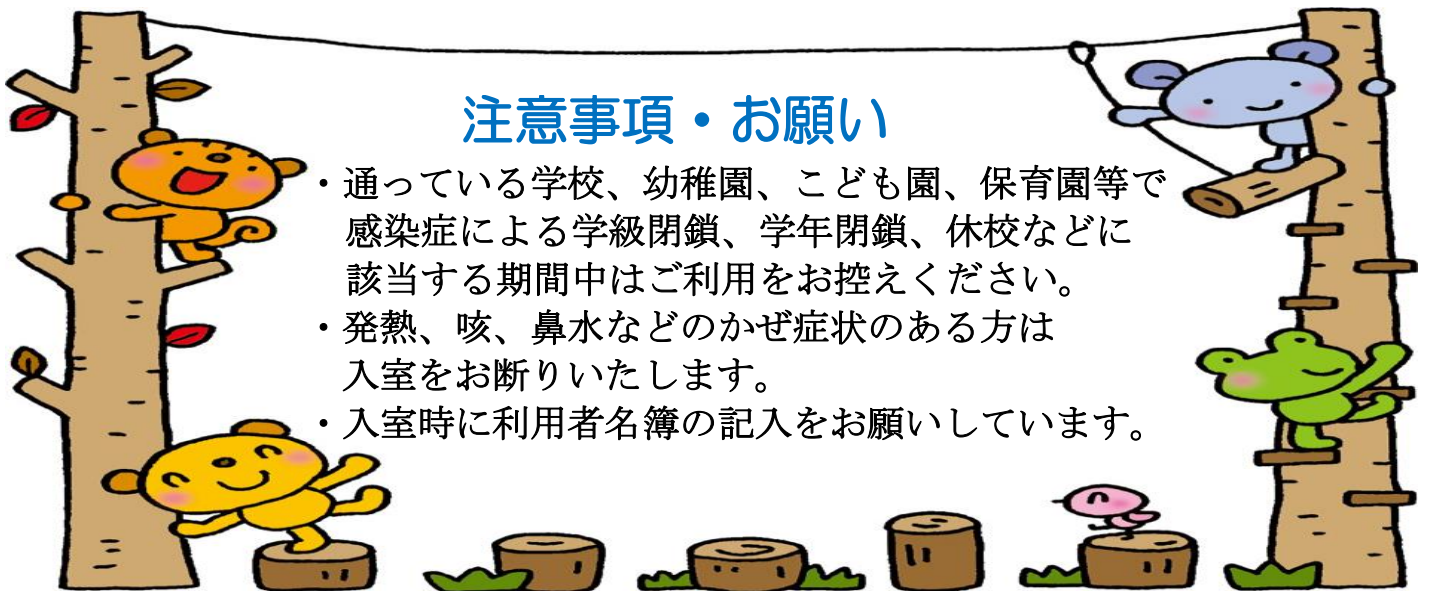 注意事項・お願い
・通っている学校、幼稚園、こども園、保育園等で
感染症による学級閉鎖、学年閉鎖、休校などに
該当する期間中はご利用をお控えください。
・発熱、咳、鼻水などのかぜ症状のある方は
入室をお断りいたします。
・入室時に利用者名簿の記入をお願いしています。